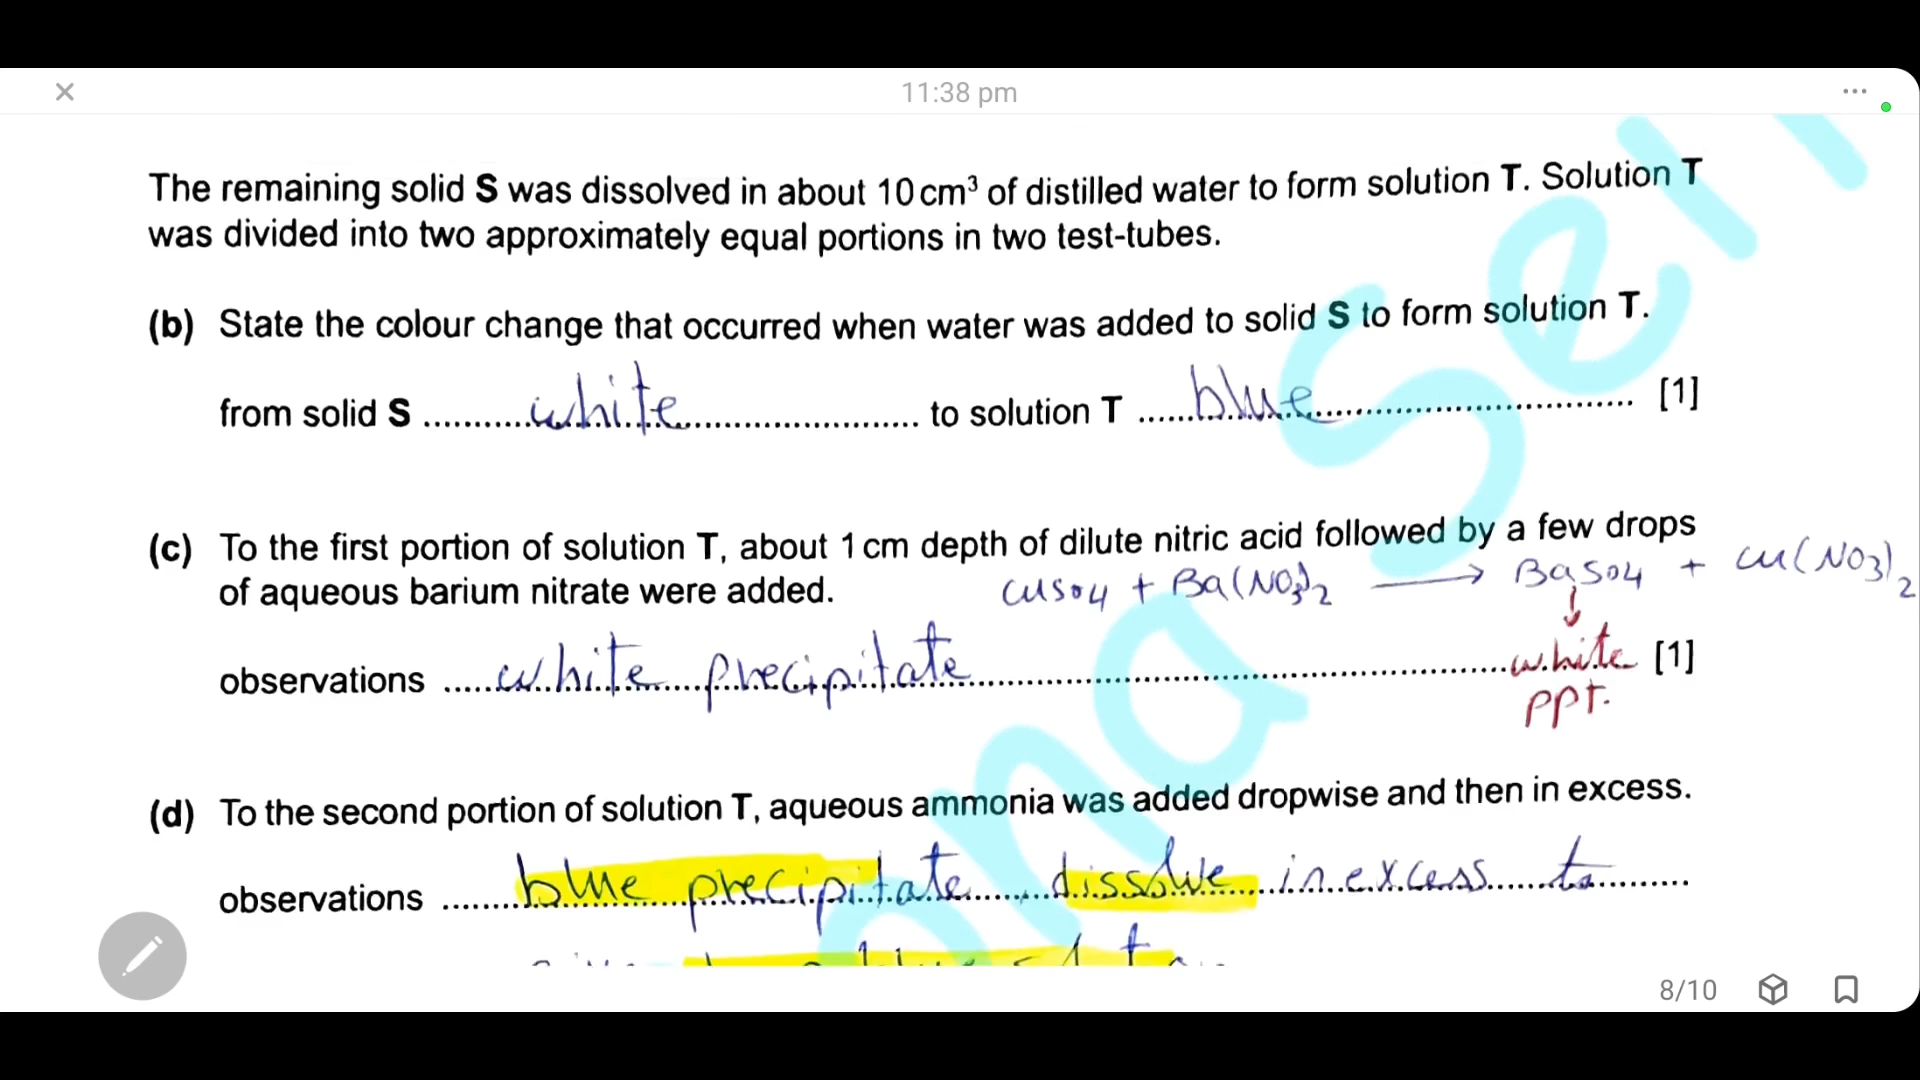 11:38 pm
The remaining solid S was dissolved in about 10 cm³ of distilled water to form solution T. Solution T
was divided into two approximately equal portions in two test-tubes.
(b) State the colour change that occurred when water was added to solid S to form solution T.
from solid S ........... white ........... to solution T ...... blue ........... [1]
(c) To the first portion of solution T, about 1 cm depth of dilute nitric acid followed by a few drops
of aqueous barium nitrate were added.
CuSO4 + Ba(NO3)2 → BaSO4 + Cu(NO3)2
↓
observations ..... white precipitate ........... white [1]
ppt.
(d) To the second portion of solution T, aqueous ammonia was added dropwise and then in excess.
observations ....... blue precipitate ..... dissolve in excess to ...........
8/10